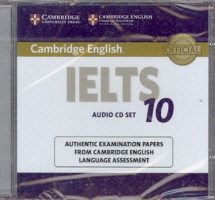 CAMBRIDGE
UNIVERSITY PRESS
CAMBRIDGE ENGLISH
Language Assessment
Cambridge English
OFFICIAL
IELTS 10
AUDIO CD SET
AUTHENTIC EXAMINATION PAPERS
FROM CAMBRIDGE ENGLISH
LANGUAGE ASSESSMENT